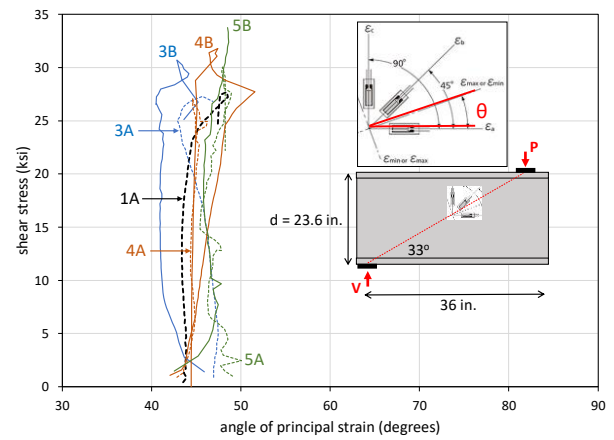 shear stress (ksi)
35
30
25
20
15
10
5
0
30
40
50
60
70
80
90
angle of principal strain (degrees)
3B
4B
5B
3A
1A
4A
5A
εc
εb
90°
45°
εmax or εmin
θ
εa
εmin or εmax
P
d = 23.6 in.
33°
V
36 in.